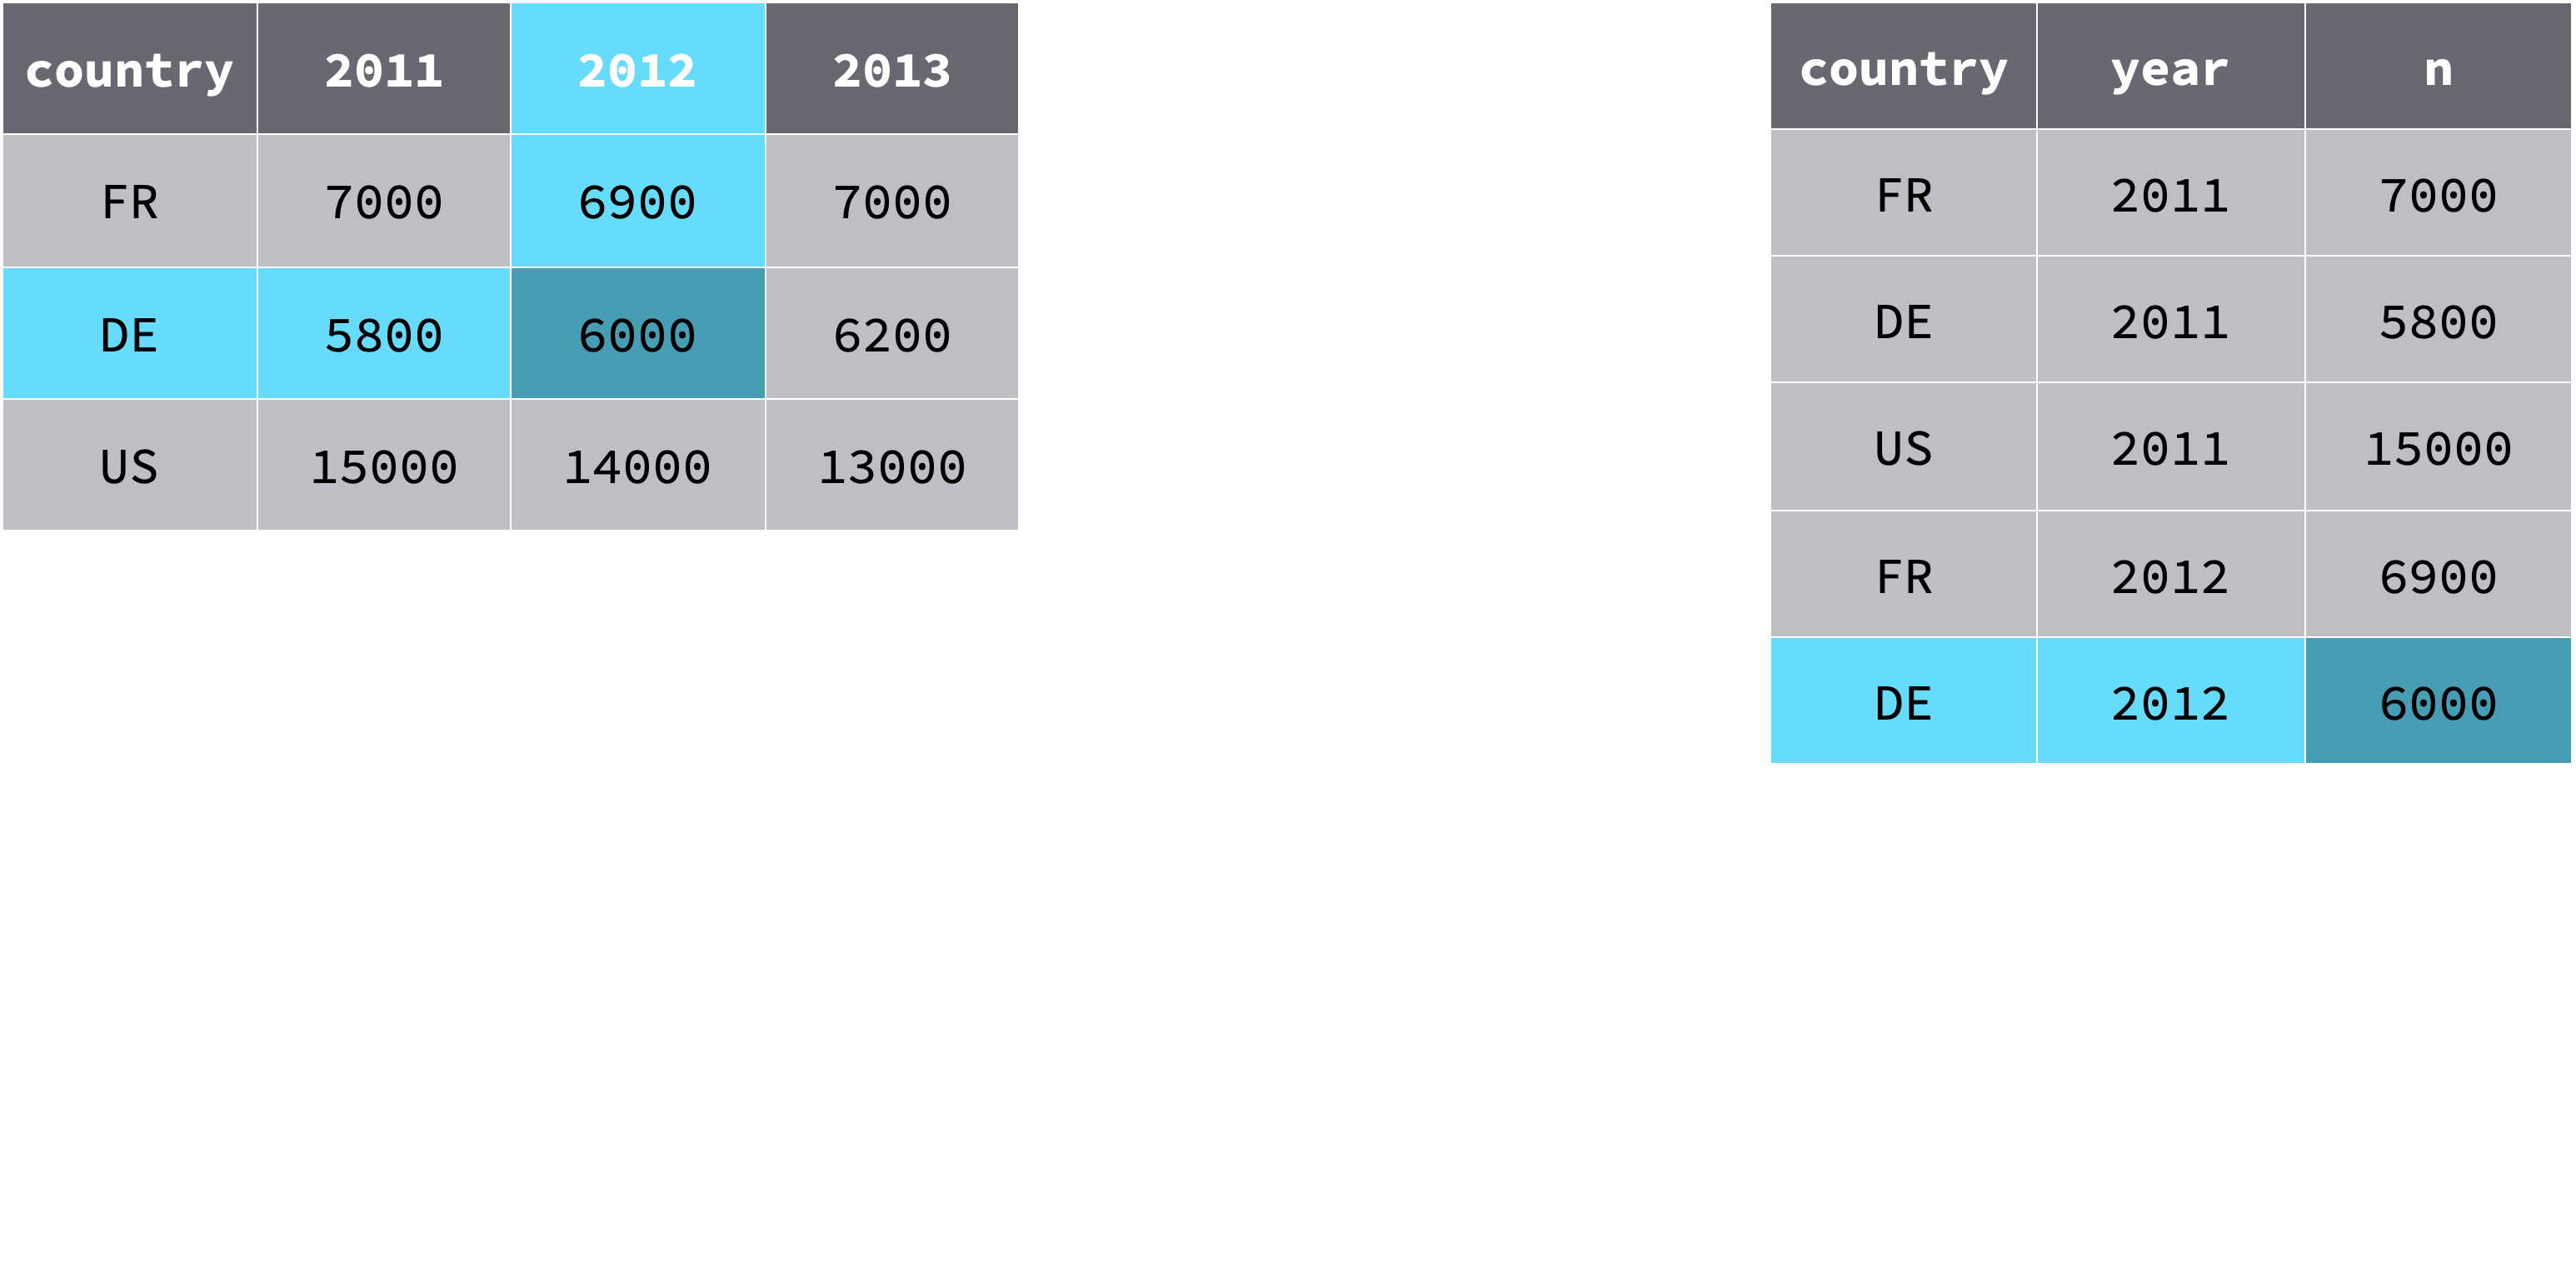 country 2011 2012 2013
FR 7000 6900 7000
DE 5800 6000 6200
US 15000 14000 13000
country year n
FR 2011 7000
DE 2011 5800
US 2011 15000
FR 2012 6900
DE 2012 6000